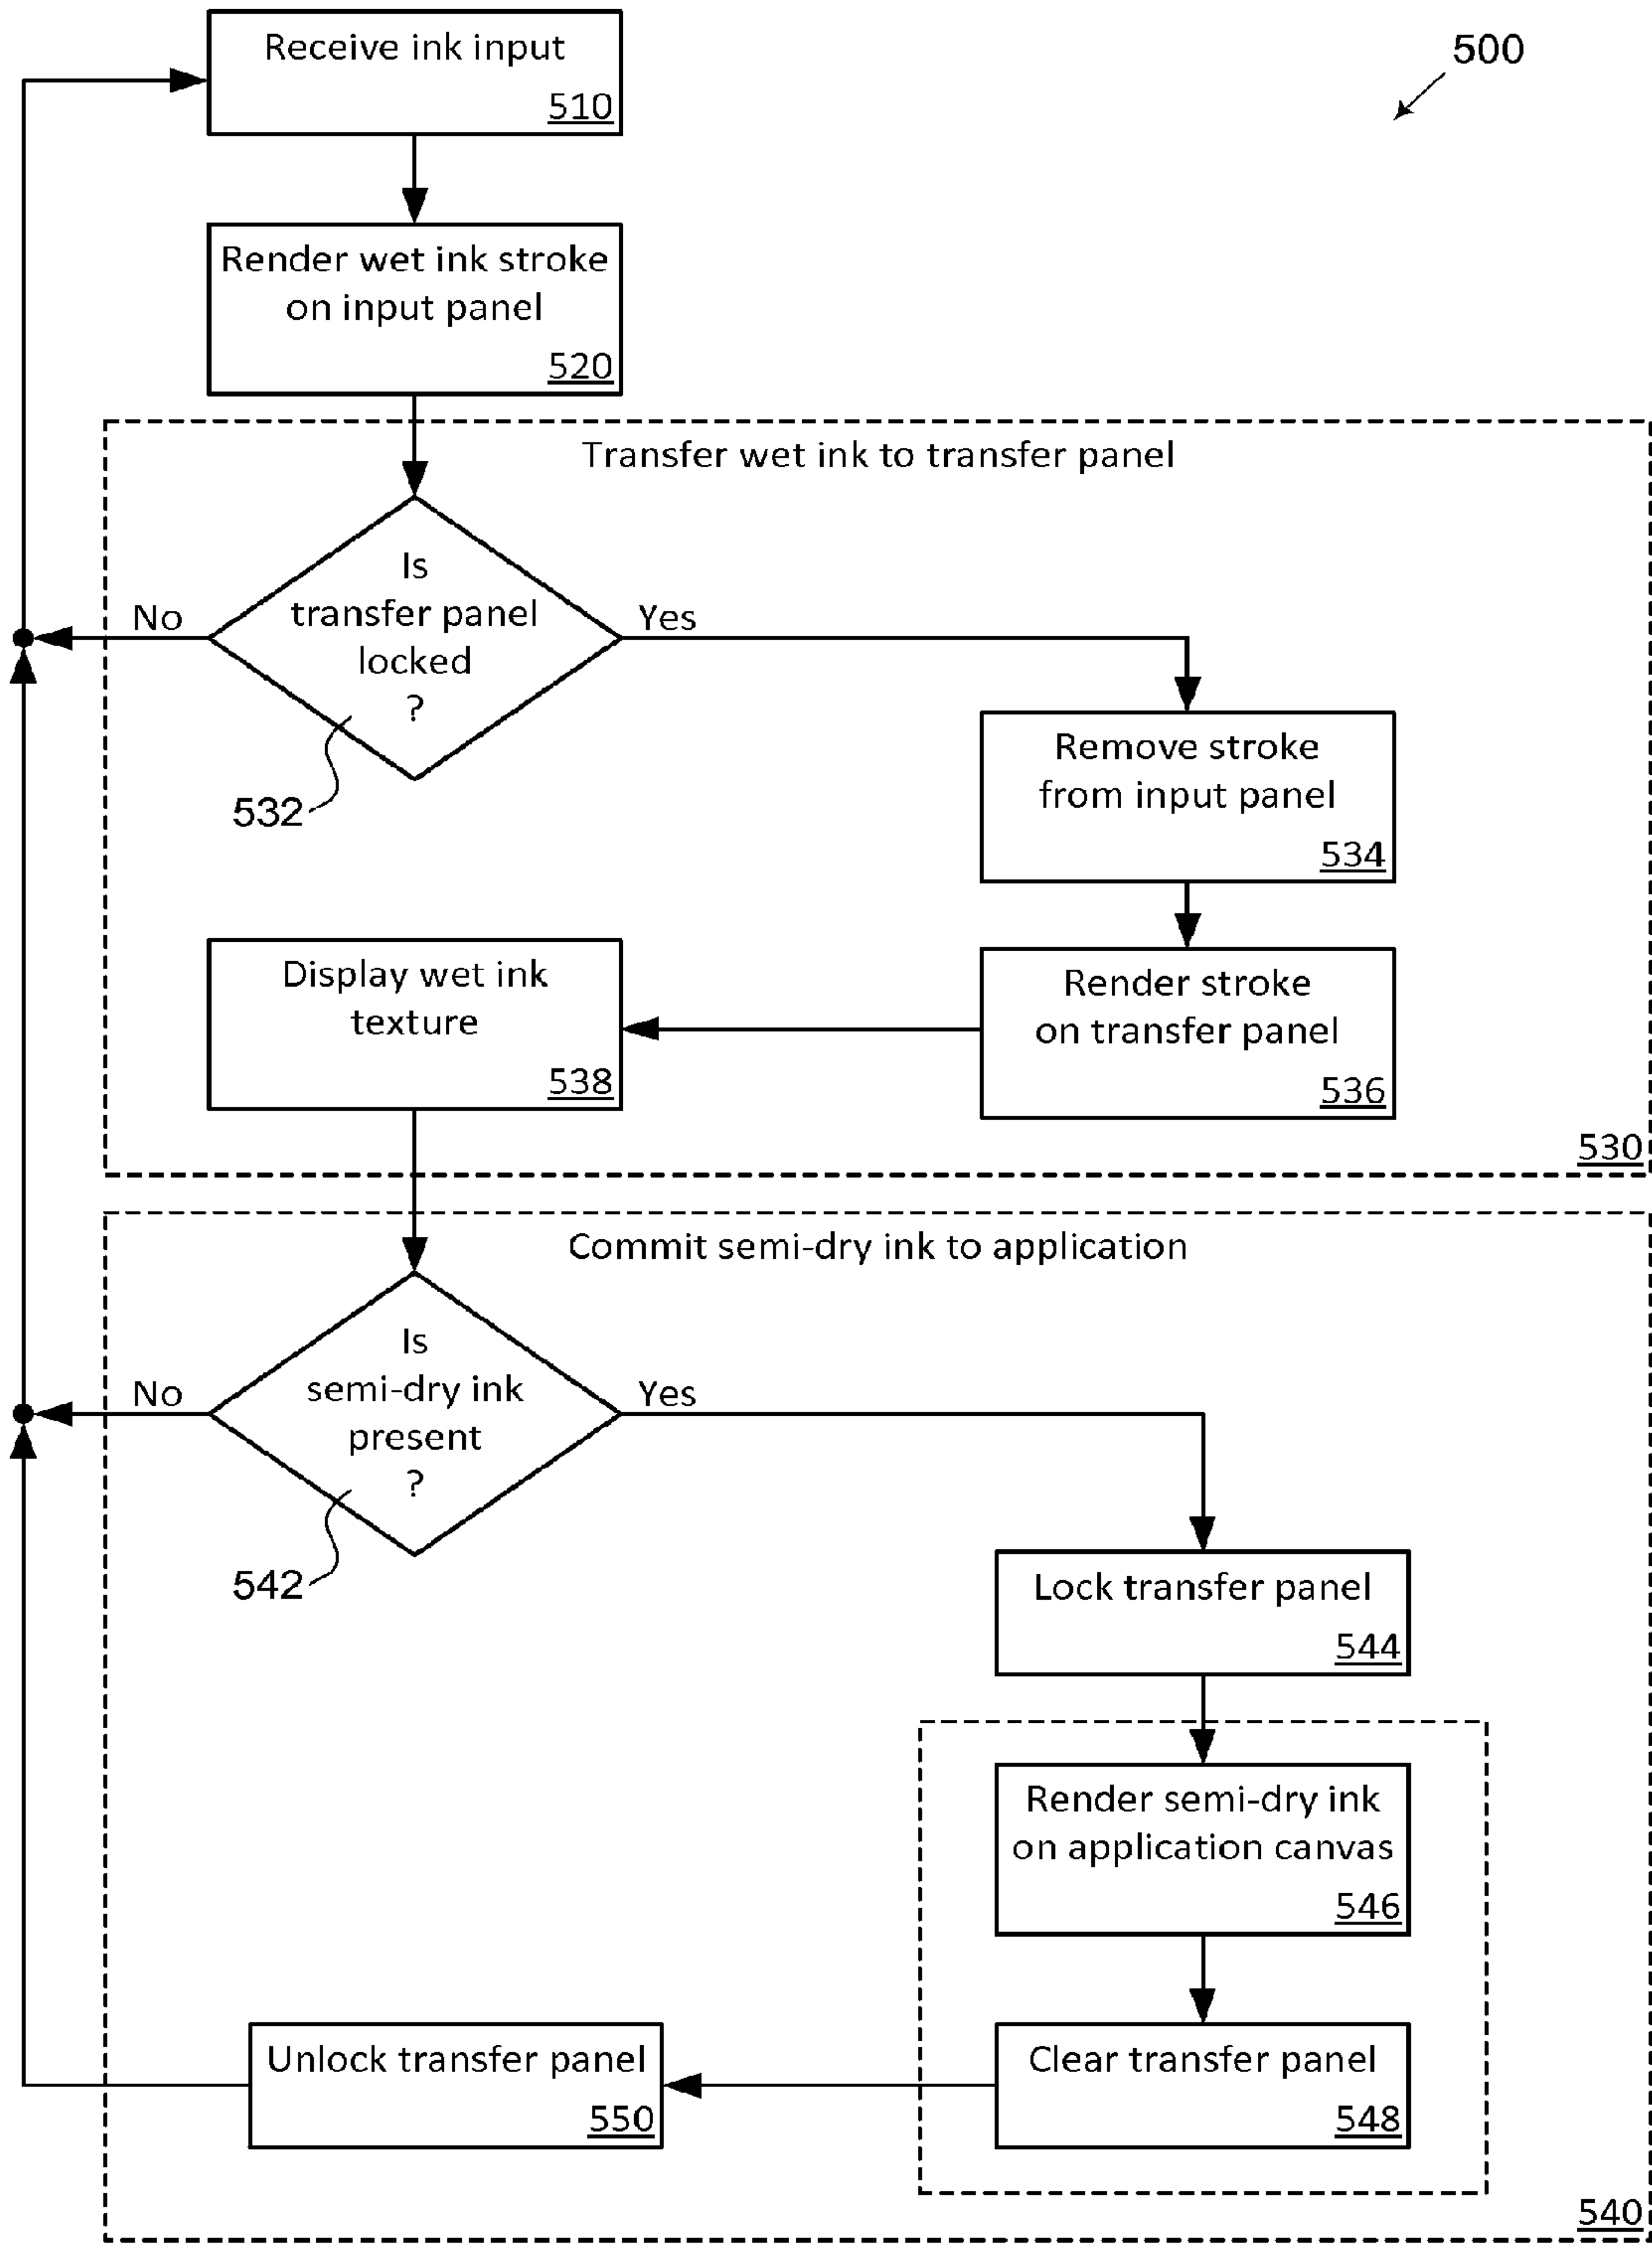 500
Receive ink input
510
Render wet ink stroke
on input panel
520
Transfer wet ink to transfer panel
Is
transfer panel
locked
?
No
Yes
532
Remove stroke
from input panel
534
Render stroke
on transfer panel
536
Display wet ink
texture
538
530
Commit semi-dry ink to application
Is
semi-dry ink
present
?
No
Yes
542
Lock transfer panel
544
Render semi-dry ink
on application canvas
546
Clear transfer panel
548
Unlock transfer panel
550
540